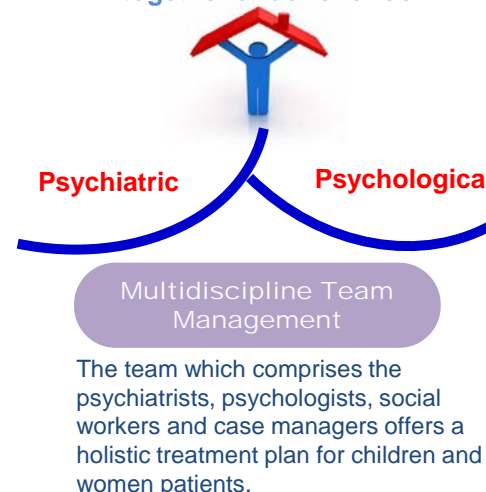 Psychiatric
Psychologica
Multidiscipline Team
Management
The team which comprises the
psychiatrists, psychologists, social
workers and case managers offers a
holistic treatment plan for children and
women patients.